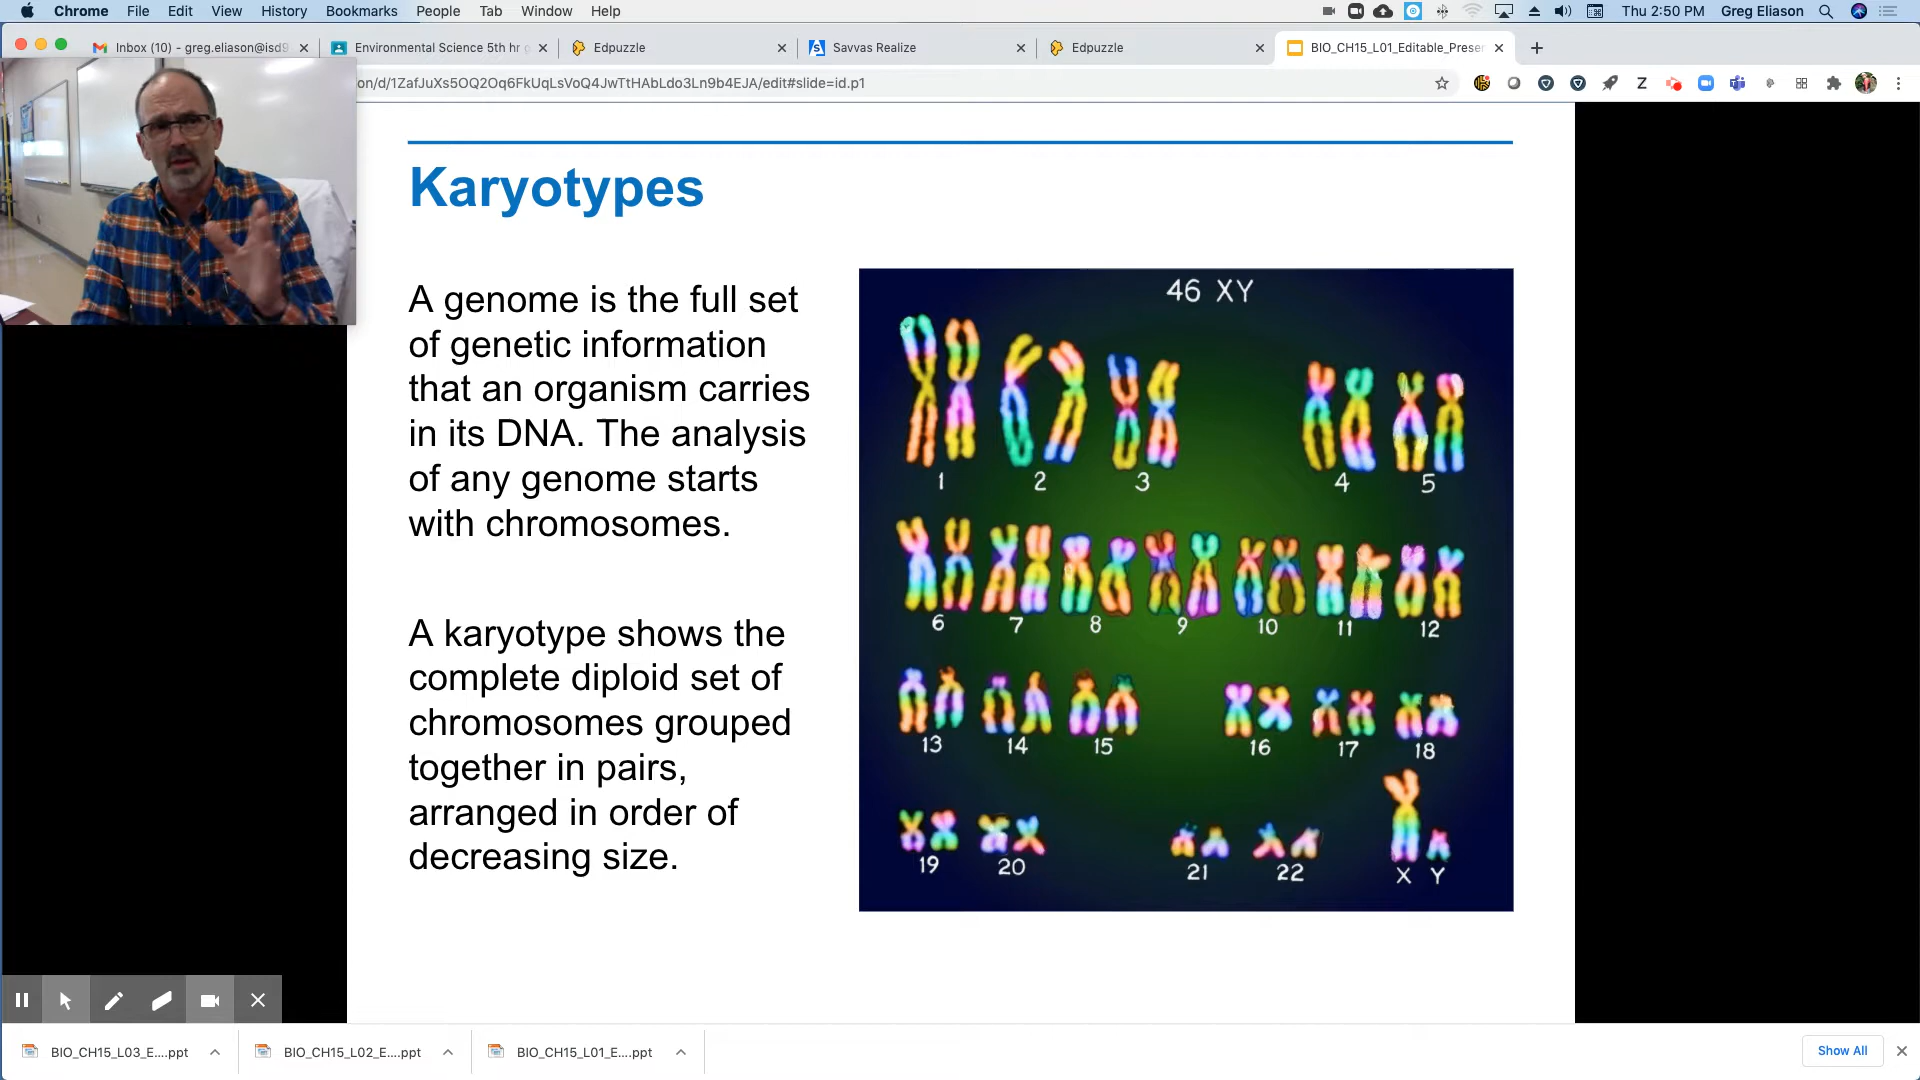 Chrome File Edit View History Bookmarks People Tab Window Help Thu 2:50 PM Greg Eliason
Inbox (10) - greg.eliason@isd9 Environmental Science 5th hr Edpuzzle Savvas Realize Edpuzzle BIO_CH15_L01_Editable_Preser
on/d/1ZafJuXs5OQ2Oq6FkUqLsVoQ4JwTtHAbLdo3Ln9b4EJA/edit#slide=id.p1
Karyotypes
A genome is the full set
of genetic information
that an organism carries
in its DNA. The analysis
of any genome starts
with chromosomes.
A karyotype shows the
complete diploid set of
chromosomes grouped
together in pairs,
arranged in order of
decreasing size.
46 XY
1 2 3 4 5
6 7 8 9 10 11 12
13 14 15 16 17 18
19 20 21 22 X Y
BIO_CH15_L03_E....ppt BIO_CH15_L02_E....ppt BIO_CH15_L01_E....ppt Show All